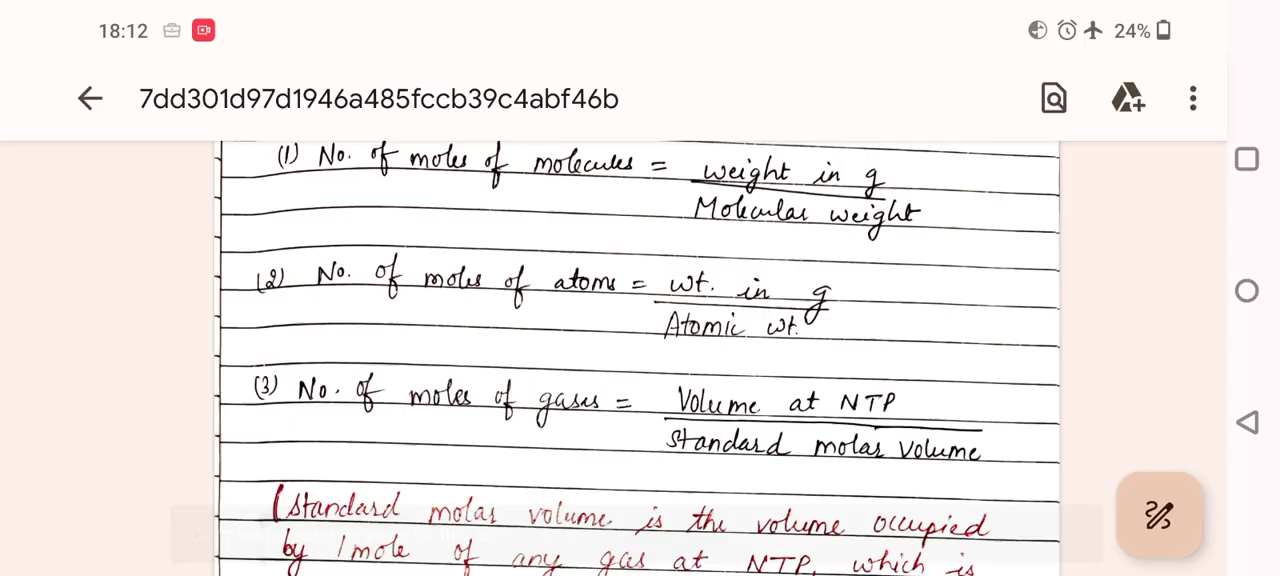 18:12
24%
7dd301d97d1946a485fccb39c4abf46b
(1) No. of moles of molecules = weight in g
Molecular weight
(2) No. of moles of atoms = wt. in g
Atomic wt.
(3) No. of moles of gases = Volume at NTP
Standard molar volume
(Standard molar volume is the volume occupied
by 1 mole of any gas at NTP, which is